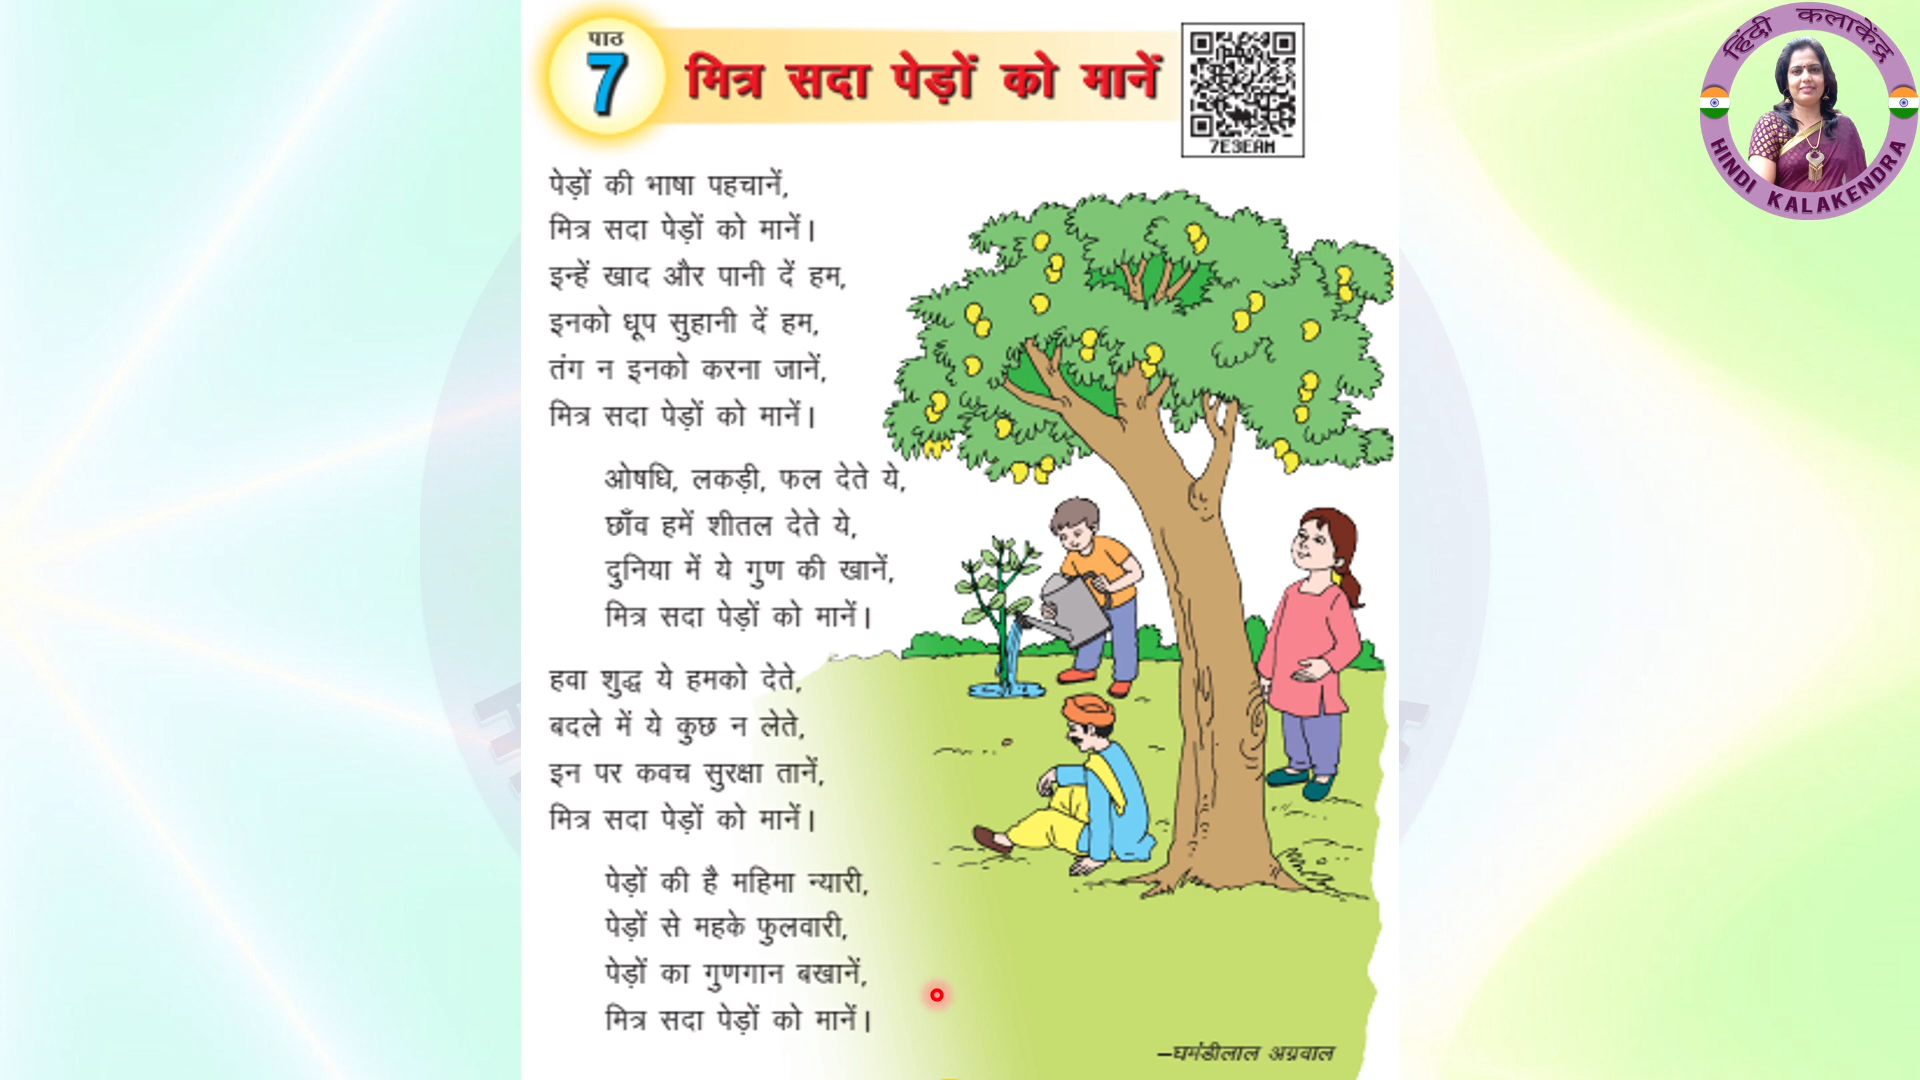 पाठ
7
मित्र सदा पेड़ों को मानें
7E3EAM
हिंदी कलाकेंद्र
HINDI KALAKENDRA
पेड़ों की भाषा पहचानें,
मित्र सदा पेड़ों को मानें।
इन्हें खाद और पानी दें हम,
इनको धूप सुहानी दें हम,
तंग न इनको करना जानें,
मित्र सदा पेड़ों को मानें।
ओषधि, लकड़ी, फल देते ये,
छाँव हमें शीतल देते ये,
दुनिया में ये गुण की खानें,
मित्र सदा पेड़ों को मानें।
हवा शुद्ध ये हमको देते,
बदले में ये कुछ न लेते,
इन पर कवच सुरक्षा तानें,
मित्र सदा पेड़ों को मानें।
पेड़ों की है महिमा न्यारी,
पेड़ों से महके फुलवारी,
पेड़ों का गुणगान बखानें,
मित्र सदा पेड़ों को मानें।
–घमंडीलाल अग्रवाल